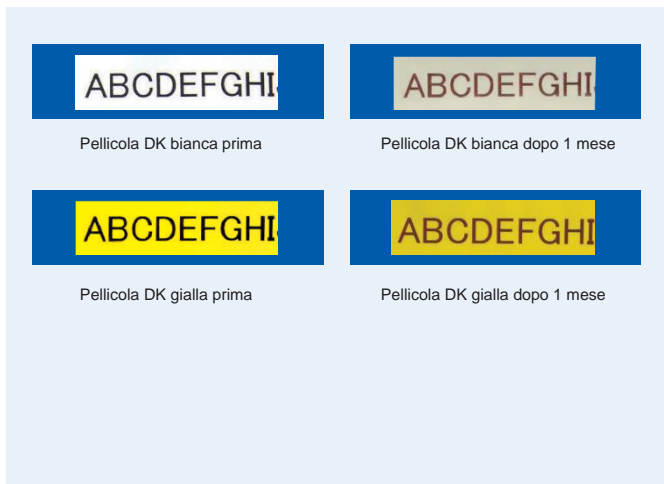 ABCDEFGHI
ABCDEFGHI
Pellicola DK bianca prima
Pellicola DK bianca dopo 1 mese
ABCDEFGHI
ABCDEFGHI
Pellicola DK gialla prima
Pellicola DK gialla dopo 1 mese